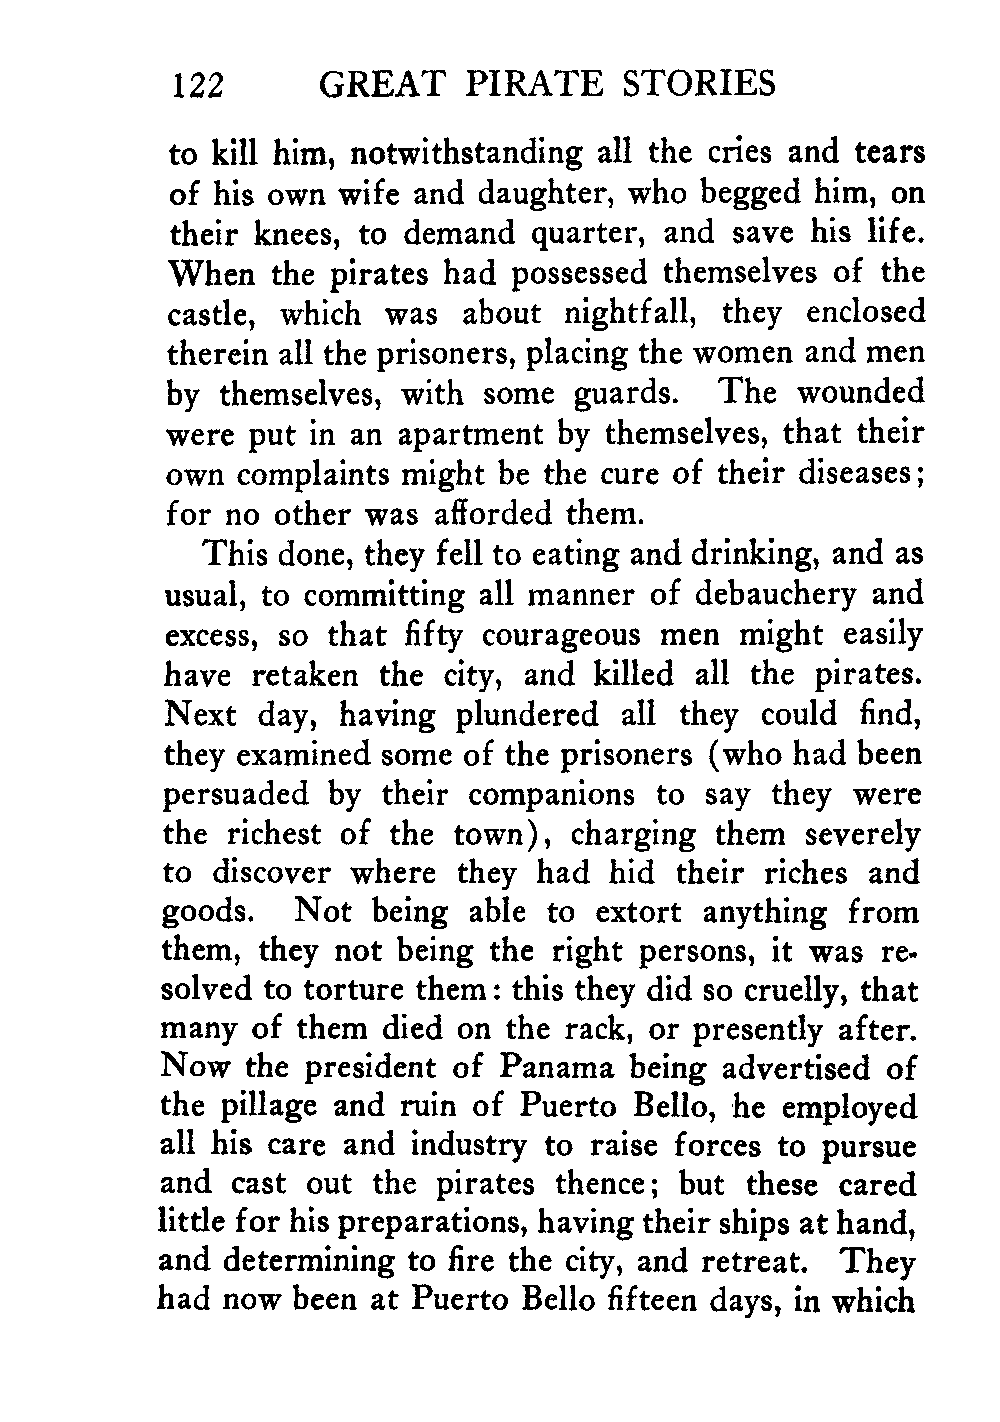 122 GREAT PIRATE STORIES
to kill him, notwithstanding all the cries and tears
of his own wife and daughter, who begged him, on
their knees, to demand quarter, and save his life.
When the pirates had possessed themselves of the
castle, which was about nightfall, they enclosed
therein all the prisoners, placing the women and men
by themselves, with some guards. The wounded
were put in an apartment by themselves, that their
own complaints might be the cure of their diseases;
for no other was afforded them.
This done, they fell to eating and drinking, and as
usual, to committing all manner of debauchery and
excess, so that fifty courageous men might easily
have retaken the city, and killed all the pirates.
Next day, having plundered all they could find,
they examined some of the prisoners (who had been
persuaded by their companions to say they were
the richest of the town), charging them severely
to discover where they had hid their riches and
goods. Not being able to extort anything from
them, they not being the right persons, it was re-
solved to torture them: this they did so cruelly, that
many of them died on the rack, or presently after.
Now the president of Panama being advertised of
the pillage and ruin of Puerto Bello, he employed
all his care and industry to raise forces to pursue
and cast out the pirates thence; but these cared
little for his preparations, having their ships at hand,
and determining to fire the city, and retreat. They
had now been at Puerto Bello fifteen days, in which